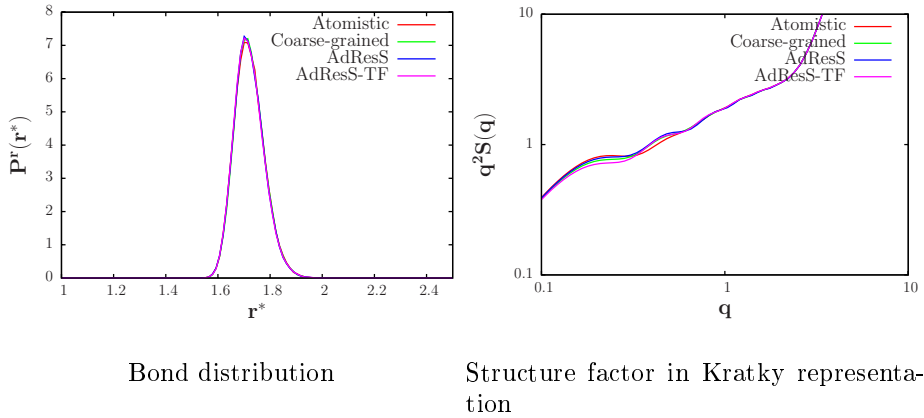 8
7
6
5
4
3
2
1
0
1
1.2
1.4
1.6
1.8
2
2.2
2.4
P^r(r*)
r*
Atomistic
Coarse-grained
AdResS
AdResS-TF
10
1
0.1
0.1
1
10
q²S(q)
q
Atomistic
Coarse-grained
AdResS
AdResS-TF
Bond distribution
Structure factor in Kratky representa-
tion